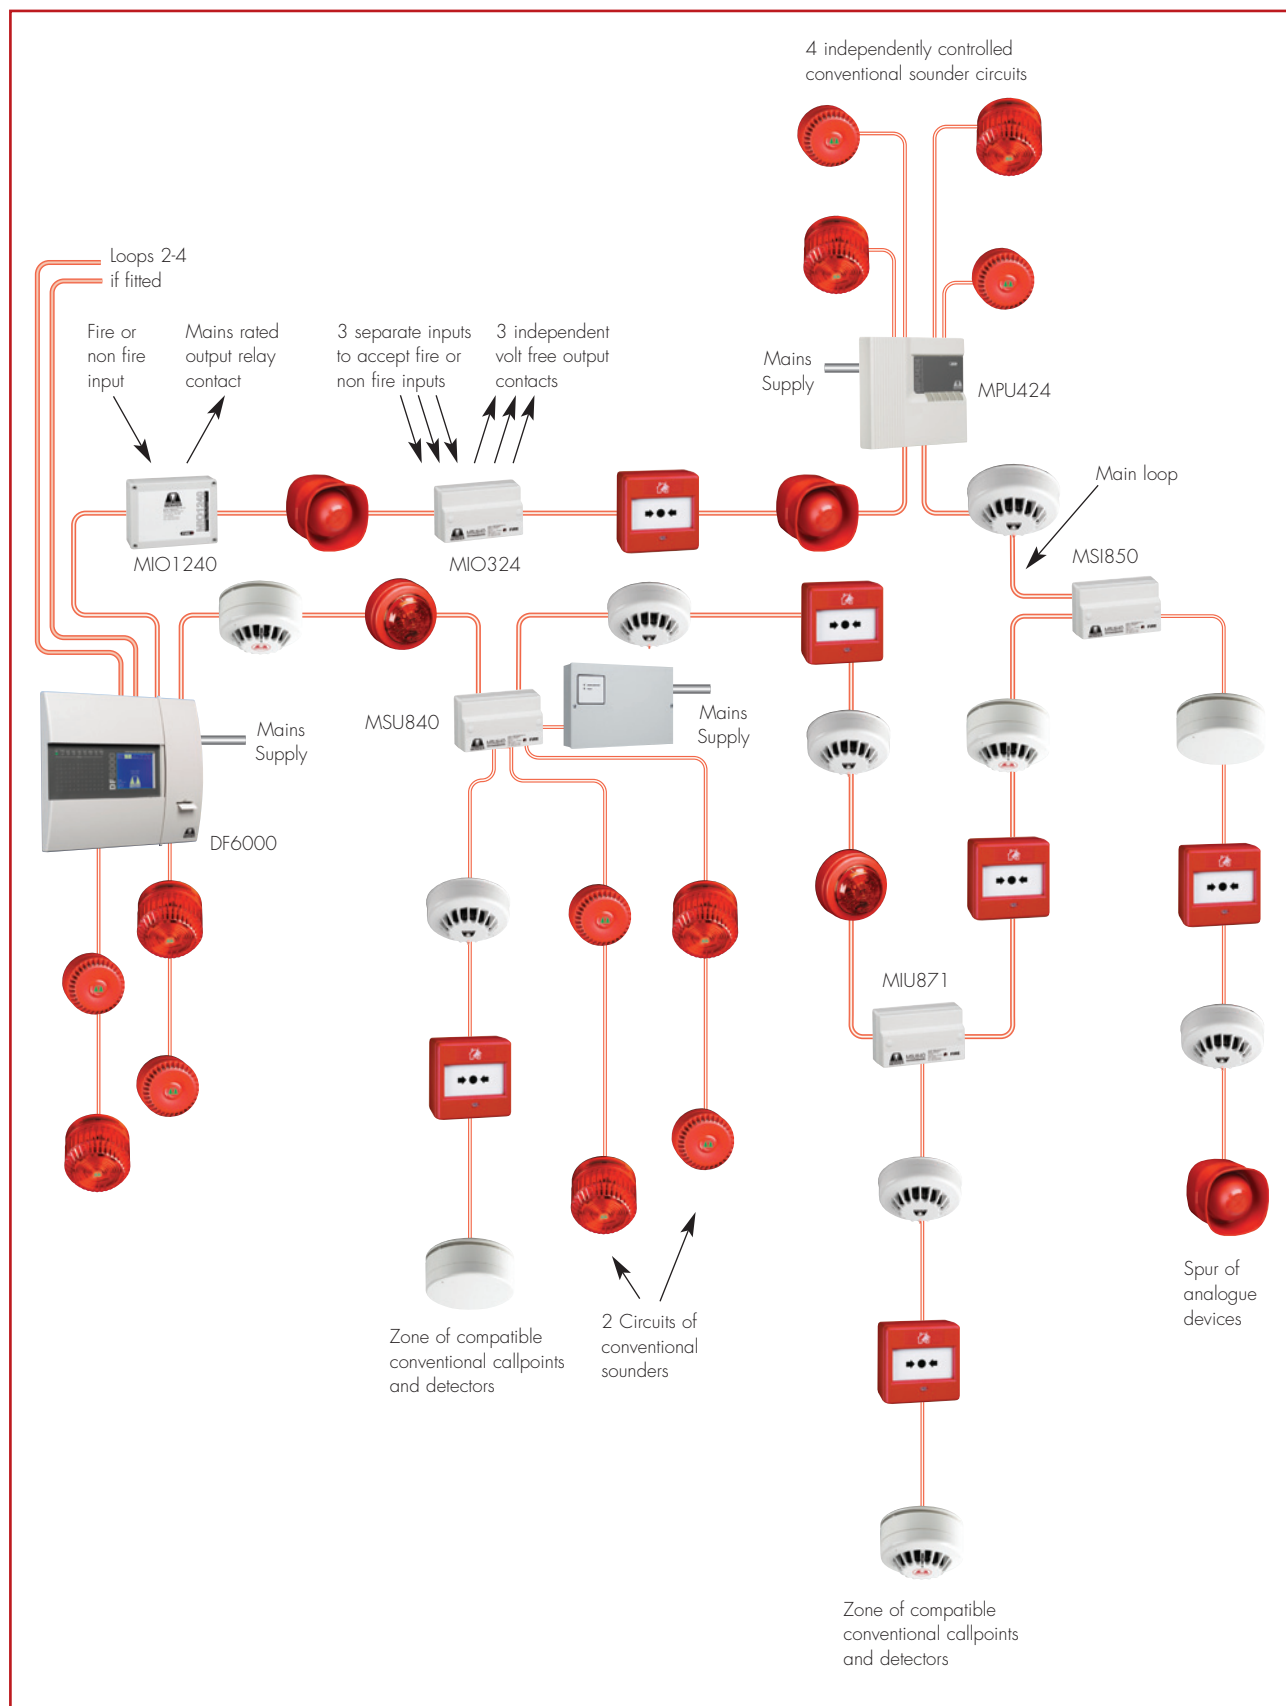 4 independently controlled
conventional sounder circuits
Loops 2-4
if fitted
Fire or
non fire
input
Mains rated
output relay
contact
3 separate inputs
to accept fire or
non fire inputs
3 independent
volt free output
contacts
Mains
Supply
MPU424
Main loop
MIO1240
MIO324
MSI850
MSU840
Mains
Supply
Mains
Supply
DF6000
MIU871
Spur of
analogue
devices
Zone of compatible
conventional callpoints
and detectors
2 Circuits of
conventional
sounders
Zone of compatible
conventional callpoints
and detectors